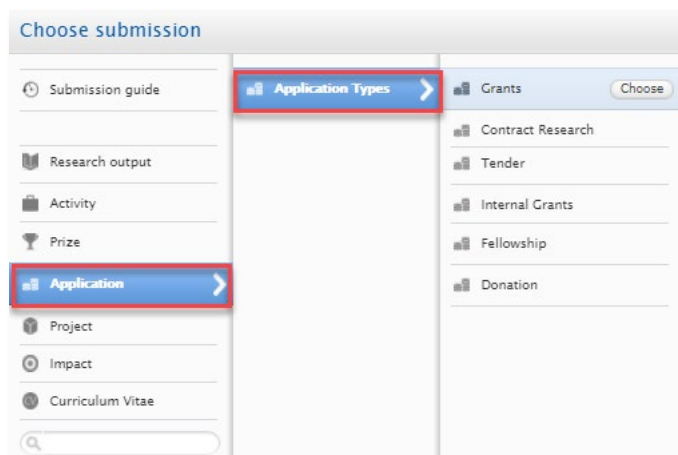 Choose submission
Submission guide
Research output
Activity
Prize
Application
Project
Impact
Curriculum Vitae
Application Types
Grants
Choose
Contract Research
Tender
Internal Grants
Fellowship
Donation